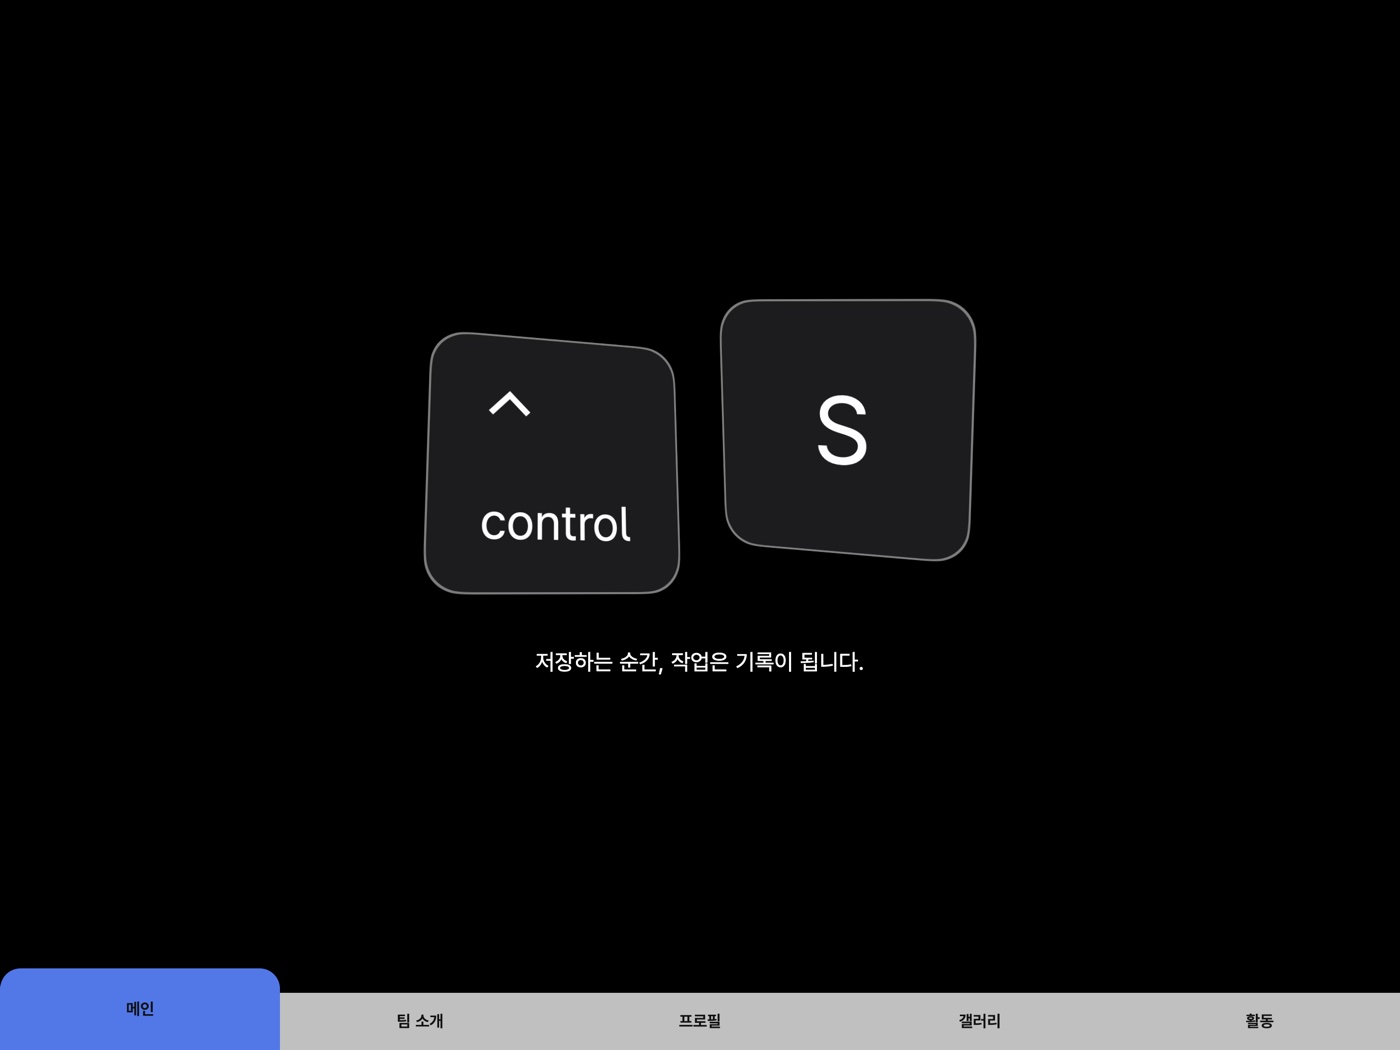 ^
control
S
저장하는 순간, 작업은 기록이 됩니다.
메인
팀 소개
프로필
갤러리
활동